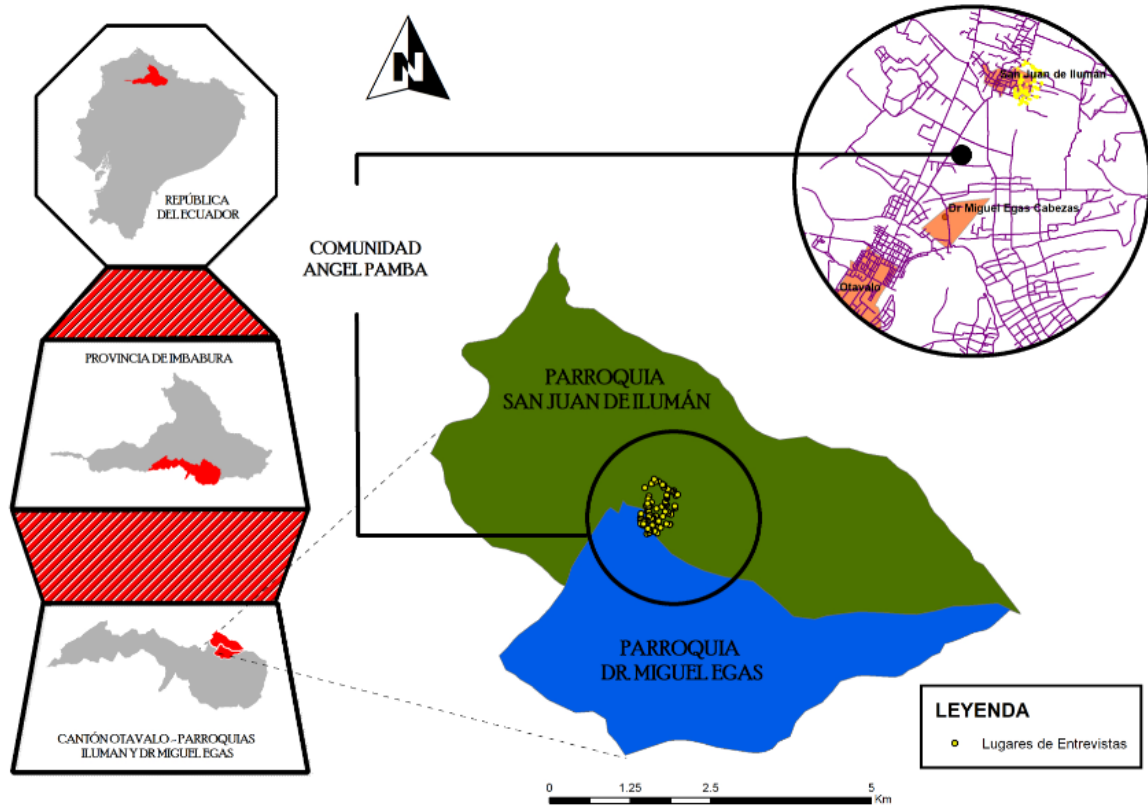 N
REPÚBLICA
DEL ECUADOR
PROVINCIA DE IMBABURA
CANTÓN OTAVALO - PARROQUIAS
ILUMAN Y DR MIGUEL EGAS
COMUNIDAD
ANGEL PAMBA
San Juan de Iluman
Dr Miguel Egas Cabezas
Otavalo
PARROQUIA
SAN JUAN DE ILUMÁN
PARROQUIA
DR. MIGUEL EGAS
LEYENDA
Lugares de Entrevistas
0 1.25 2.5 5
Km